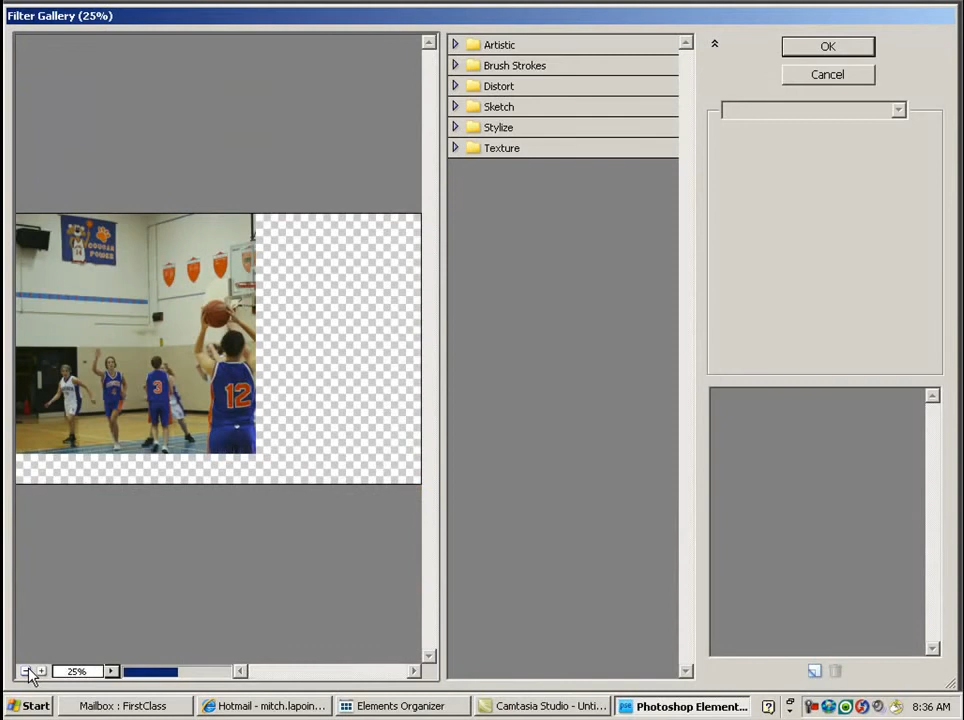 Filter Gallery (25%)
Artistic
Brush Strokes
Distort
Sketch
Stylize
Texture
OK
Cancel
COUGAR
POWER
3
12
25%
Start
Mailbox : FirstClass
Hotmail - mitch.lapoin...
Elements Organizer
Camtasia Studio - Unti...
Photoshop Element...
8:36 AM